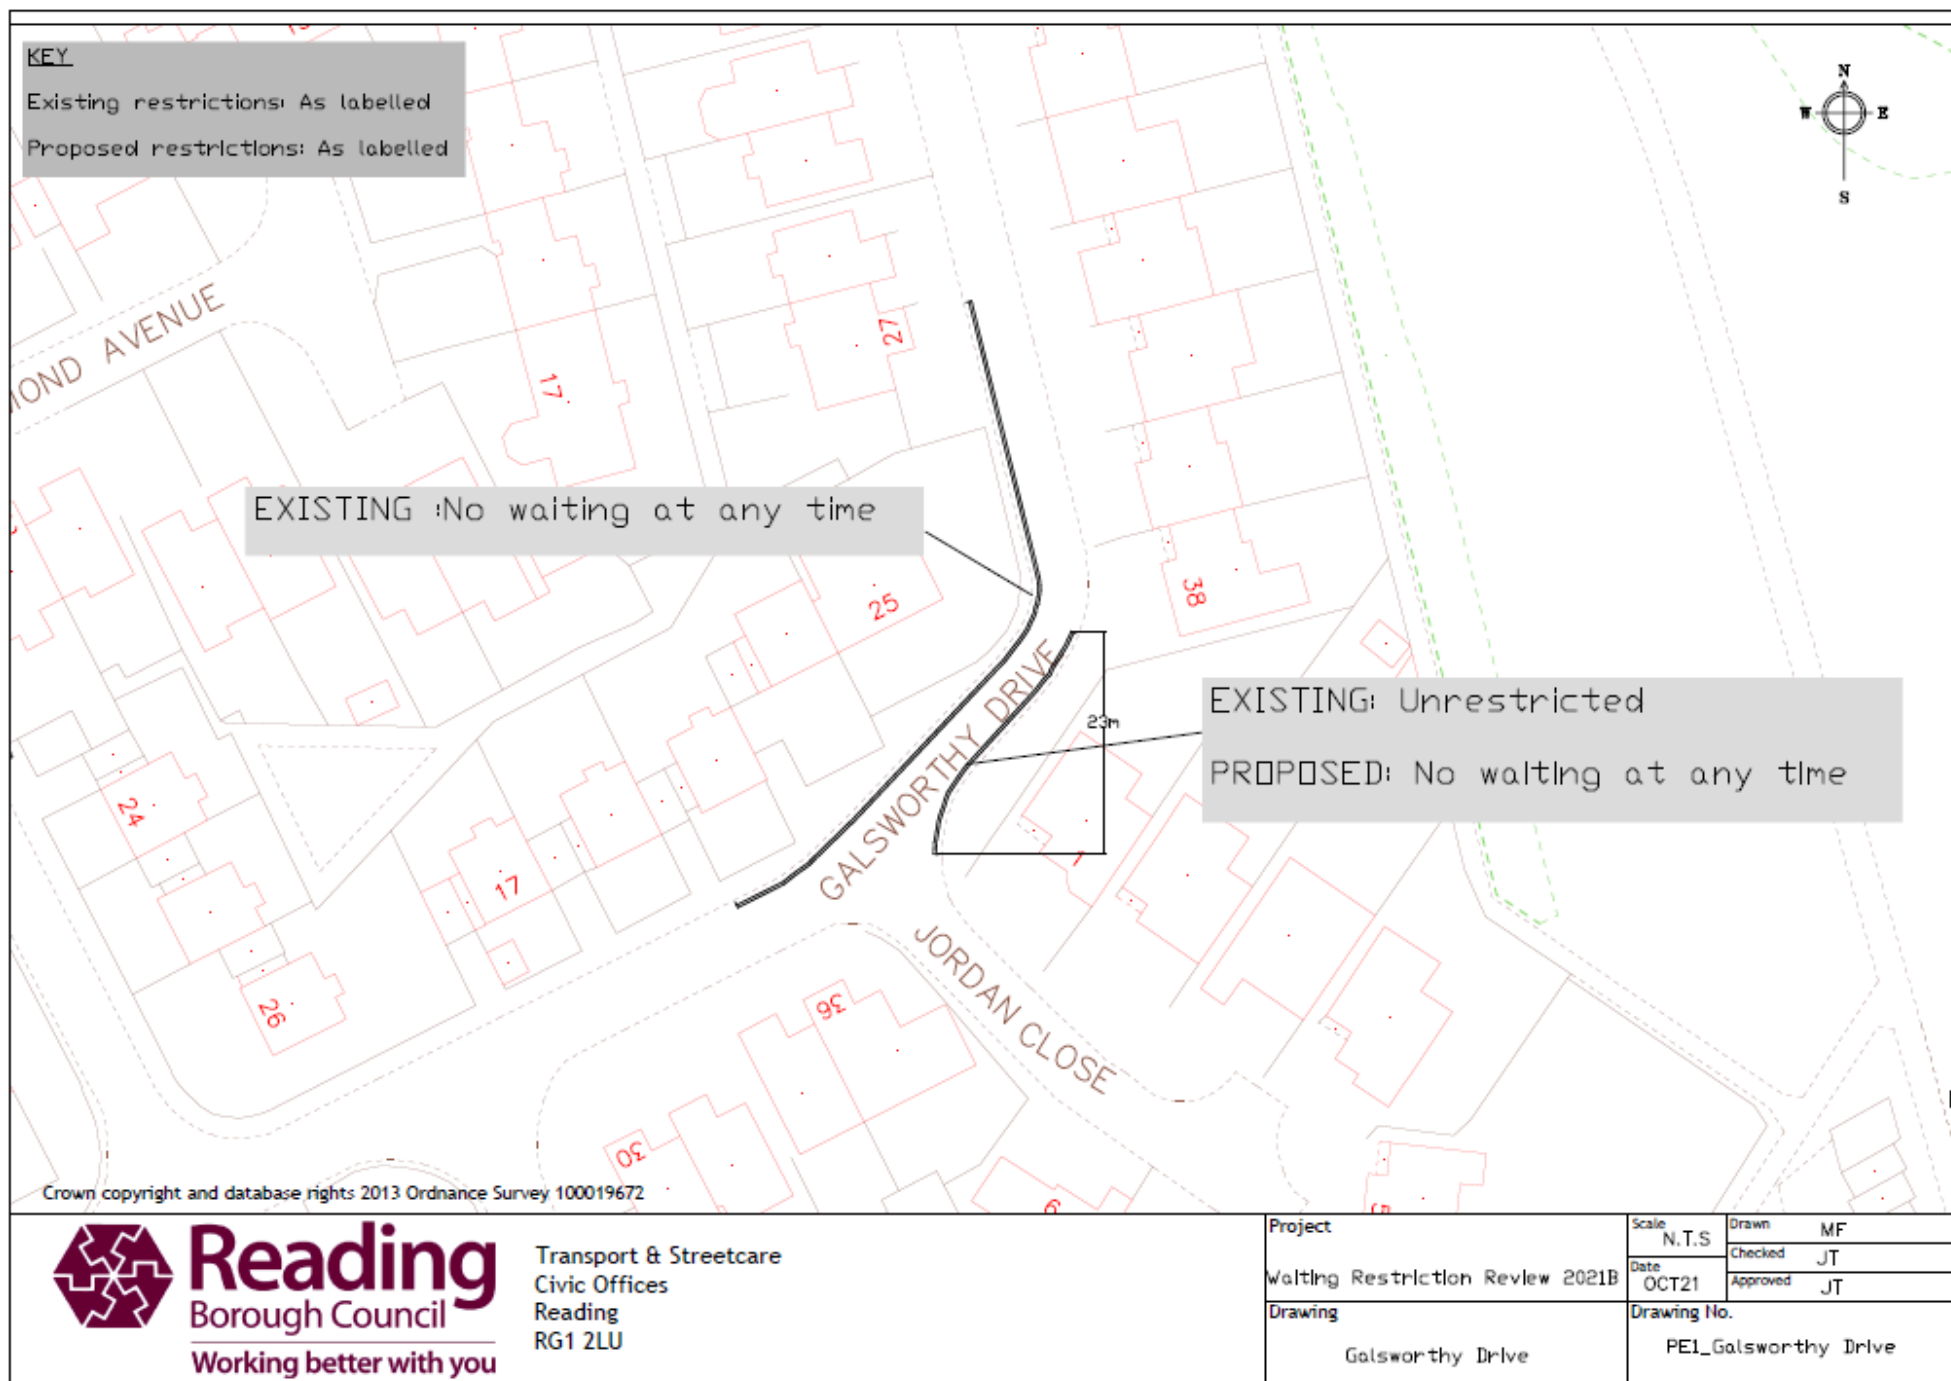 KEY
Existing restrictions: As labelled
Proposed restrictions: As labelled
N
W E
S
MOND AVENUE
27
17
EXISTING :No waiting at any time
25
38
GALSWORTHY DRIVE
23m
EXISTING: Unrestricted
PROPOSED: No waiting at any time
24
17
1
26
36
JORDAN CLOSE
30
9
5
Crown copyright and database rights 2013 Ordnance Survey 100019672
Reading
Borough Council
Working better with you
Transport & Streetcare
Civic Offices
Reading
RG1 2LU
Project
Waiting Restriction Review 2021B
Scale
N.T.S
Drawn MF
Checked JT
Date
OCT21
Approved JT
Drawing
Galsworthy Drive
Drawing No.
PE1_Galsworthy Drive